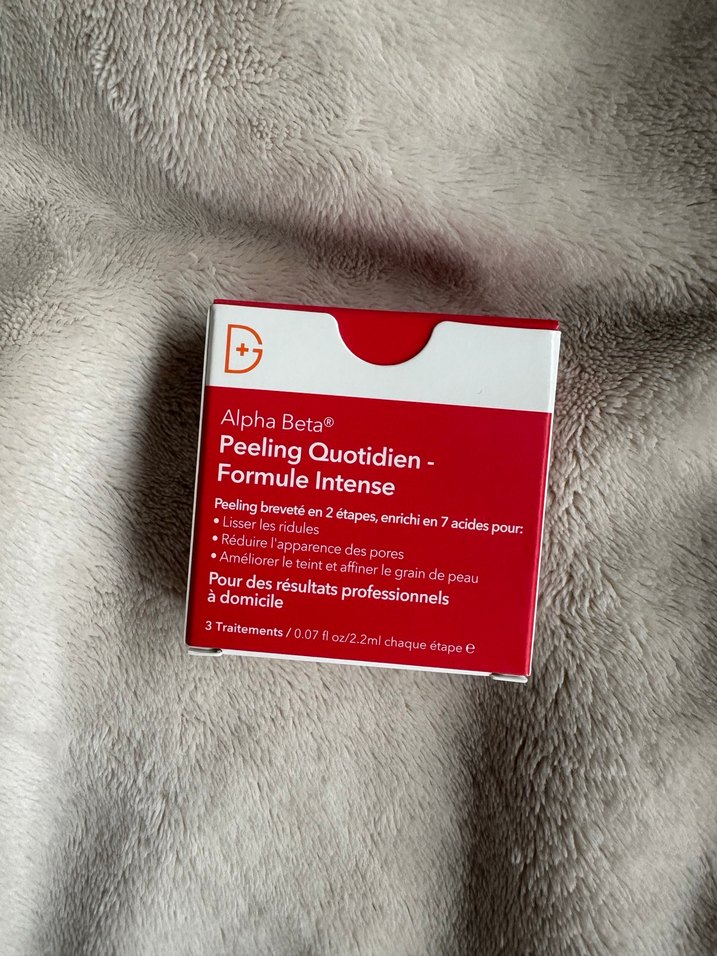 D+G
Alpha Beta®
Peeling Quotidien -
Formule Intense
Peeling breveté en 2 étapes, enrichi en 7 acides pour:
• Lisser les ridules
• Réduire l'apparence des pores
• Améliorer le teint et affiner le grain de peau
Pour des résultats professionnels
à domicile
3 Traitements / 0.07 fl oz/2.2ml chaque étape ℮